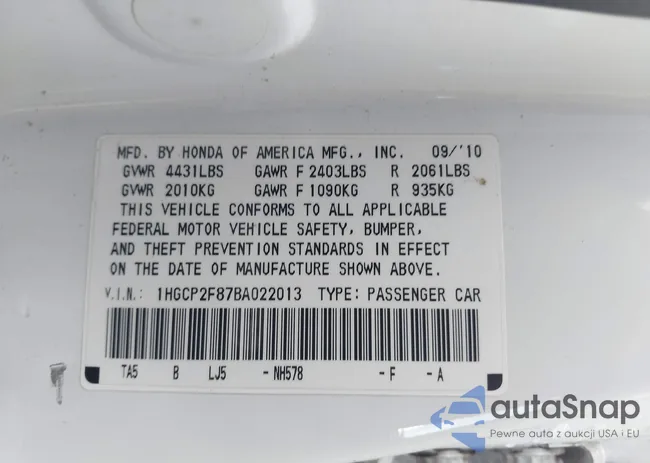 MFD. BY HONDA OF AMERICA MFG., INC. 09/'10
GVWR 4431LBS GAWR F 2403LBS R 2061LBS
GVWR 2010KG GAWR F 1090KG R 935KG
THIS VEHICLE CONFORMS TO ALL APPLICABLE
FEDERAL MOTOR VEHICLE SAFETY, BUMPER,
AND THEFT PREVENTION STANDARDS IN EFFECT
ON THE DATE OF MANUFACTURE SHOWN ABOVE.
V.I.N.: 1HGCP2F87BA022013 TYPE: PASSENGER CAR
TA5 B LJ5 -NH578 -F -A
autaSnap
Pewne auta z aukcji USA i EU